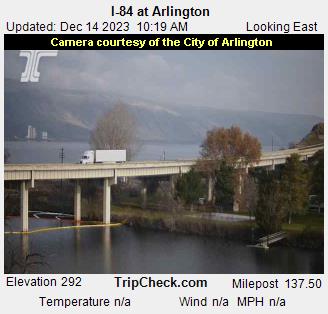 I-84 at Arlington
Updated: Dec 14 2023 10:19 AM Looking East
Camera courtesy of the City of Arlington
Elevation 292 TripCheck.com Milepost 137.50
Temperature n/a Wind n/a MPH n/a